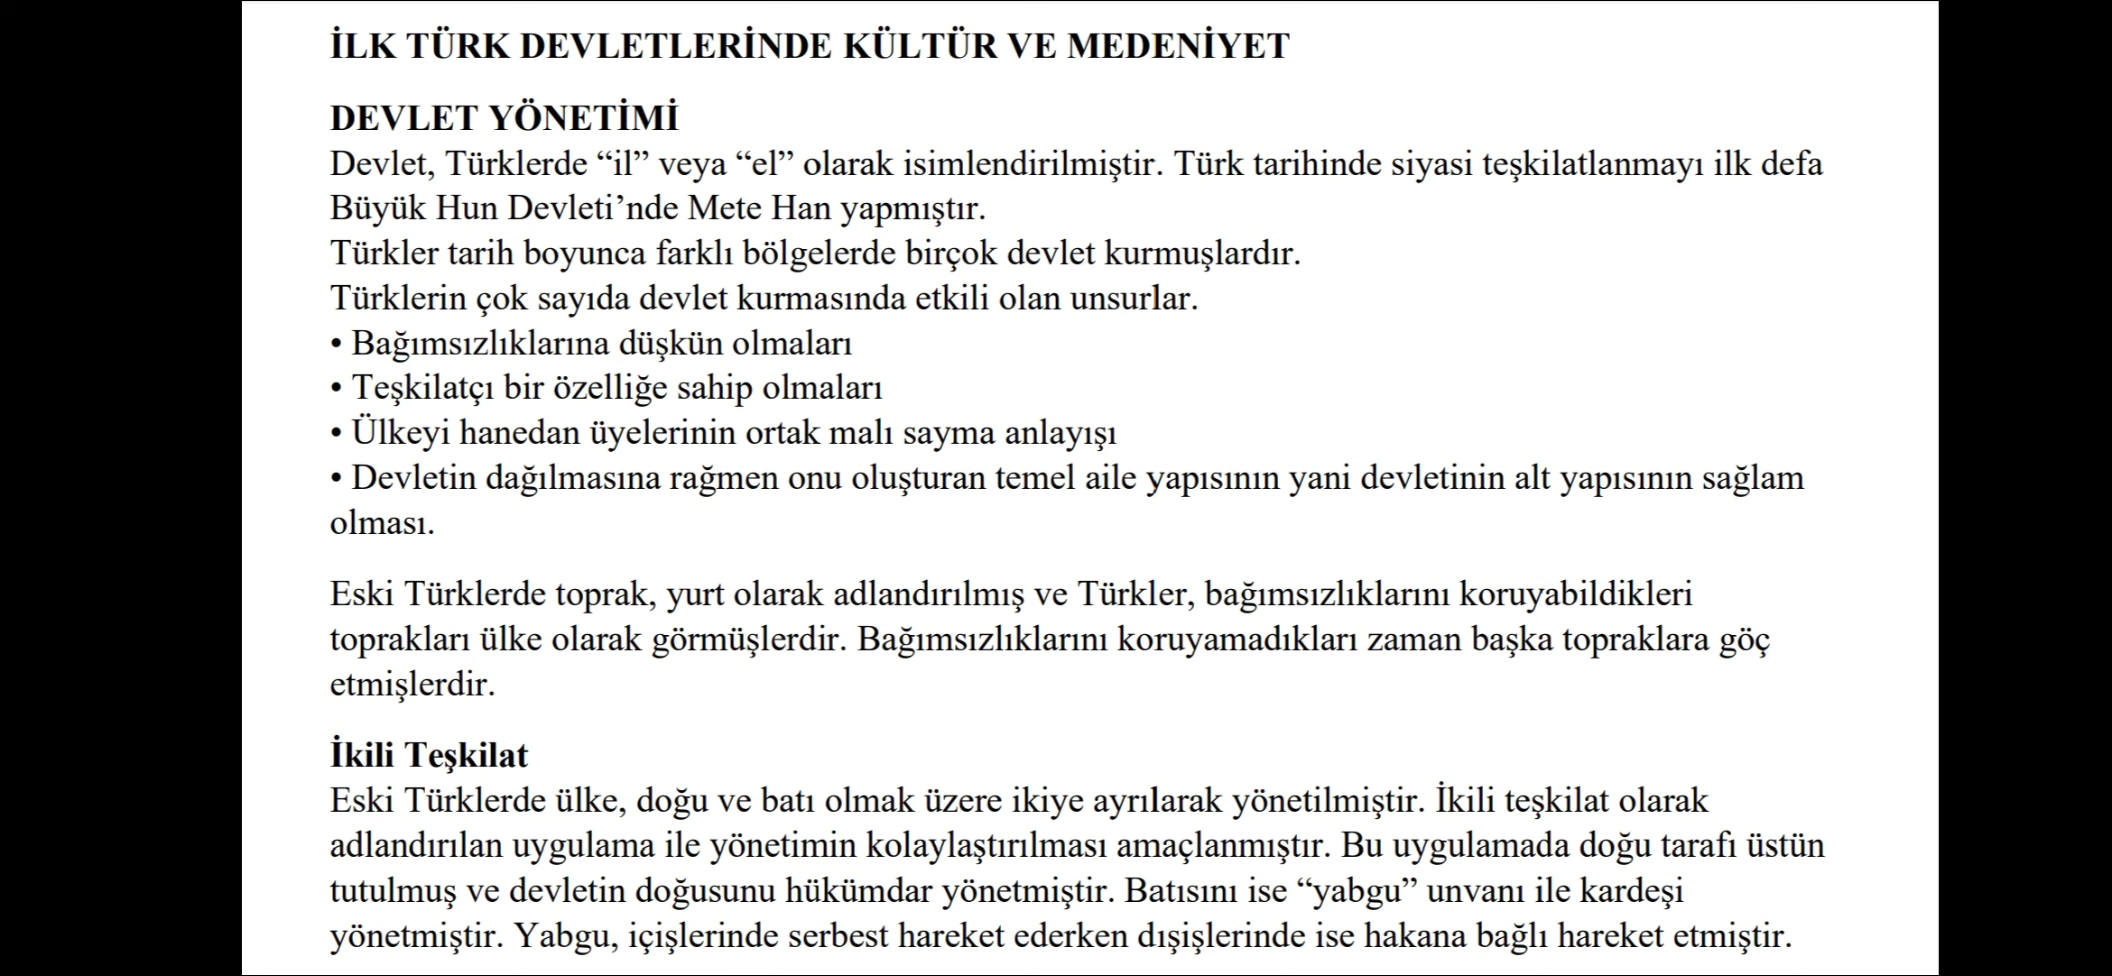 İLK TÜRK DEVLETLERİNDE KÜLTÜR VE MEDENİYET
DEVLET YÖNETİMİ
Devlet, Türklerde “il” veya “el” olarak isimlendirilmiştir. Türk tarihinde siyasi teşkilatlanmayı ilk defa
Büyük Hun Devleti’nde Mete Han yapmıştır.
Türkler tarih boyunca farklı bölgelerde birçok devlet kurmuşlardır.
Türklerin çok sayıda devlet kurmasında etkili olan unsurlar.
• Bağımsızlıklarına düşkün olmaları
• Teşkilatçı bir özelliğe sahip olmaları
• Ülkeyi hanedan üyelerinin ortak malı sayma anlayışı
• Devletin dağılmasına rağmen onu oluşturan temel aile yapısının yani devletinin alt yapısının sağlam
olması.
Eski Türklerde toprak, yurt olarak adlandırılmış ve Türkler, bağımsızlıklarını koruyabildikleri
toprakları ülke olarak görmüşlerdir. Bağımsızlıklarını koruyamadıkları zaman başka topraklara göç
etmişlerdir.
İkili Teşkilat
Eski Türklerde ülke, doğu ve batı olmak üzere ikiye ayrılarak yönetilmiştir. İkili teşkilat olarak
adlandırılan uygulama ile yönetimin kolaylaştırılması amaçlanmıştır. Bu uygulamada doğu tarafı üstün
tutulmuş ve devletin doğusunu hükümdar yönetmiştir. Batısını ise “yabgu” unvanı ile kardeşi
yönetmiştir. Yabgu, içişlerinde serbest hareket ederken dışişlerinde ise hakana bağlı hareket etmiştir.